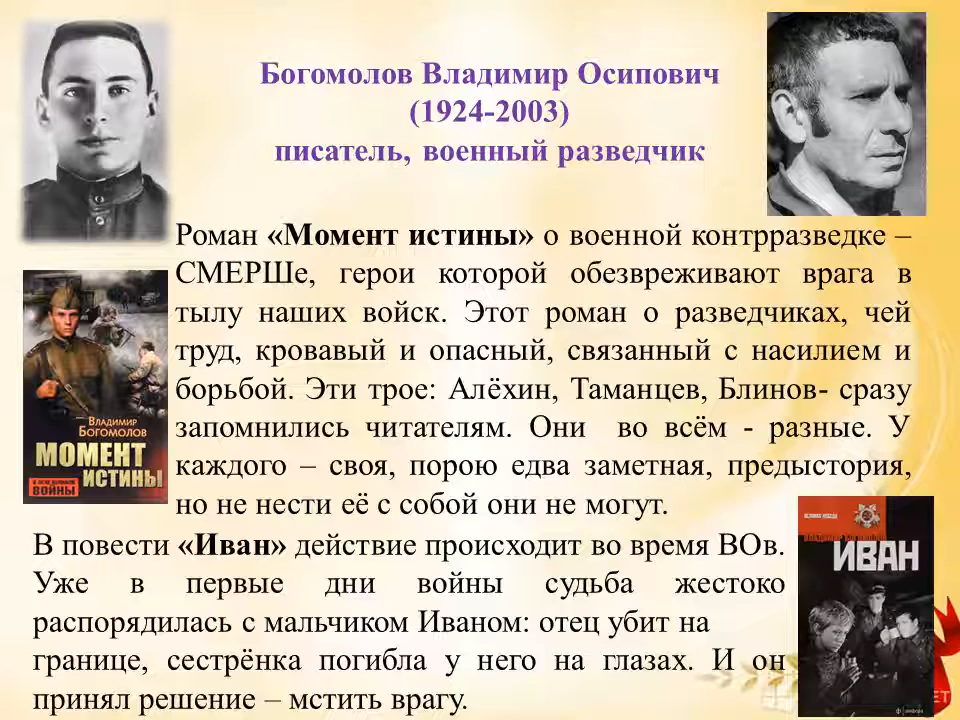 Богомолов Владимир Осипович
(1924-2003)
писатель, военный разведчик
Роман «Момент истины» о военной контрразведке –
СМЕРШе, герои которой обезвреживают врага в
тылу наших войск. Этот роман о разведчиках, чей
труд, кровавый и опасный, связанный с насилием и
борьбой. Эти трое: Алёхин, Таманцев, Блинов- сразу
запомнились читателям. Они во всём - разные. У
каждого – своя, порою едва заметная, предыстория,
но не нести её с собой они не могут.
ВЛАДИМИР
БОГОМОЛОВ
МОМЕНТ
ИСТИНЫ
ВОЙНЫ
В повести «Иван» действие происходит во время ВОв.
Уже в первые дни войны судьба жестоко
распорядилась с мальчиком Иваном: отец убит на
границе, сестрёнка погибла у него на глазах. И он
принял решение – мстить врагу.
ИВАН